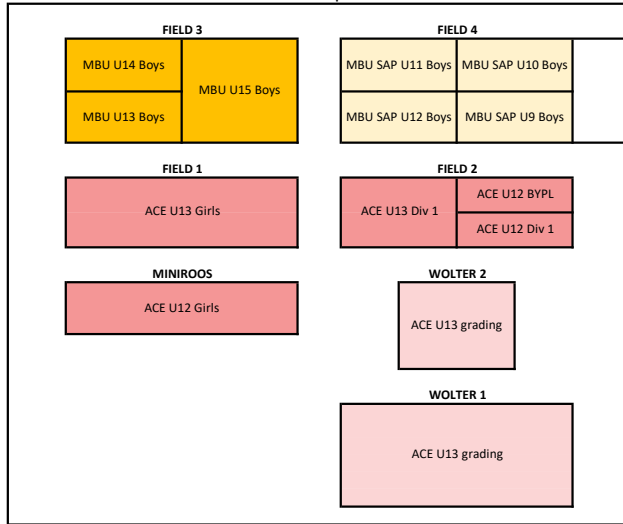 FIELD 3
FIELD 4
MBU U14 Boys
MBU U15 Boys
MBU U13 Boys
MBU SAP U11 Boys
MBU SAP U10 Boys
MBU SAP U12 Boys
MBU SAP U9 Boys
FIELD 1
FIELD 2
ACE U13 Girls
ACE U13 Div 1
ACE U12 BYPL
ACE U12 Div 1
MINIROOS
WOLTER 2
ACE U12 Girls
ACE U13 grading
WOLTER 1
ACE U13 grading